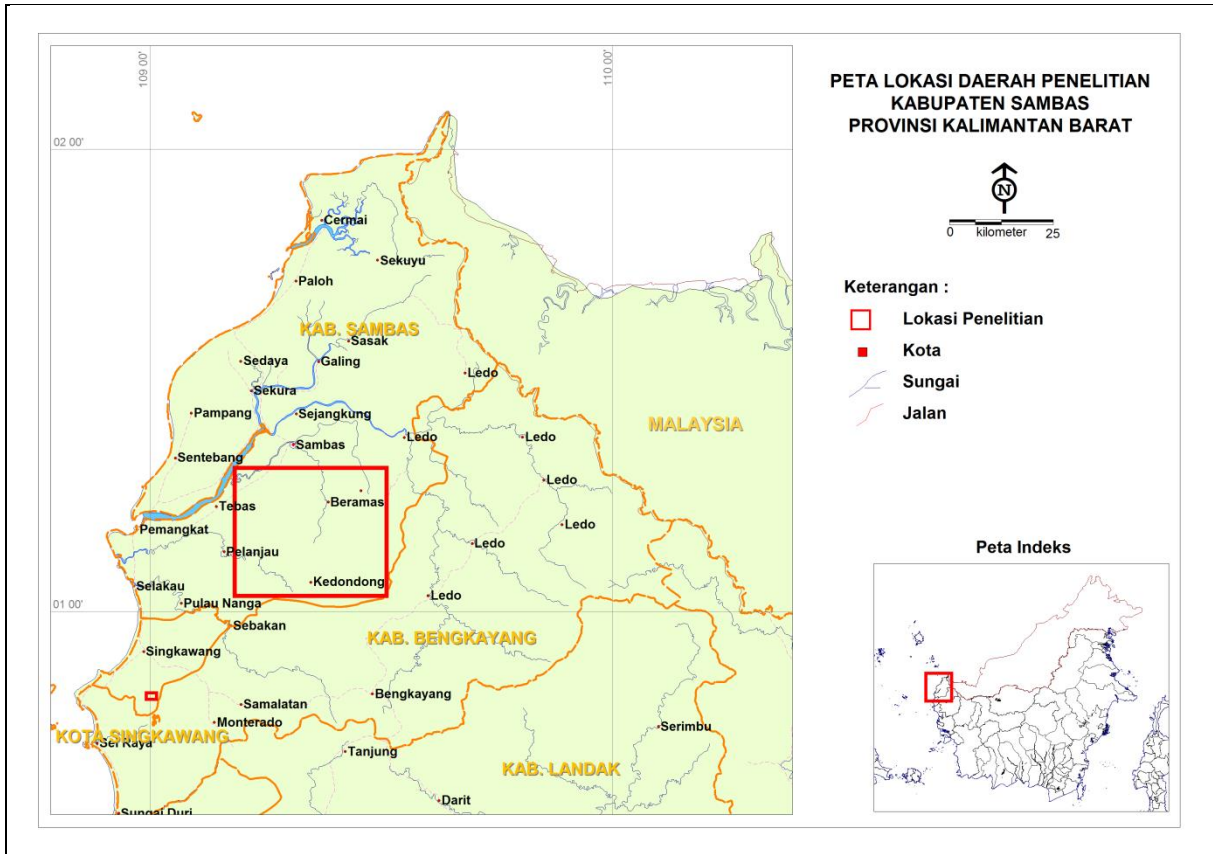 109 00'
110 00'
02 00'
01 00'
Cermai
Sekuyu
Paloh
KAB. SAMBAS
Sasak
Sedaya
Galing
Ledo
Sekura
Pampang
Sejangkung
MALAYSIA
Sambas
Ledo
Ledo
Sentebang
Ledo
Tebas
Beramas
Pemangkat
Ledo
Ledo
Pelanjau
Selakau
Kedondong
Pulau Nanga
Ledo
Sebakan
KAB. BENGKAYANG
Singkawang
Bengkayang
Samalatan
Monterado
Serimbu
KOTA SINGKAWANG
Sei Raya
Tanjung
KAB. LANDAK
Darit
Sungai Duri
PETA LOKASI DAERAH PENELITIAN
KABUPATEN SAMBAS
PROVINSI KALIMANTAN BARAT
N
0 kilometer 25
Keterangan :
Lokasi Penelitian
Kota
Sungai
Jalan
Peta Indeks